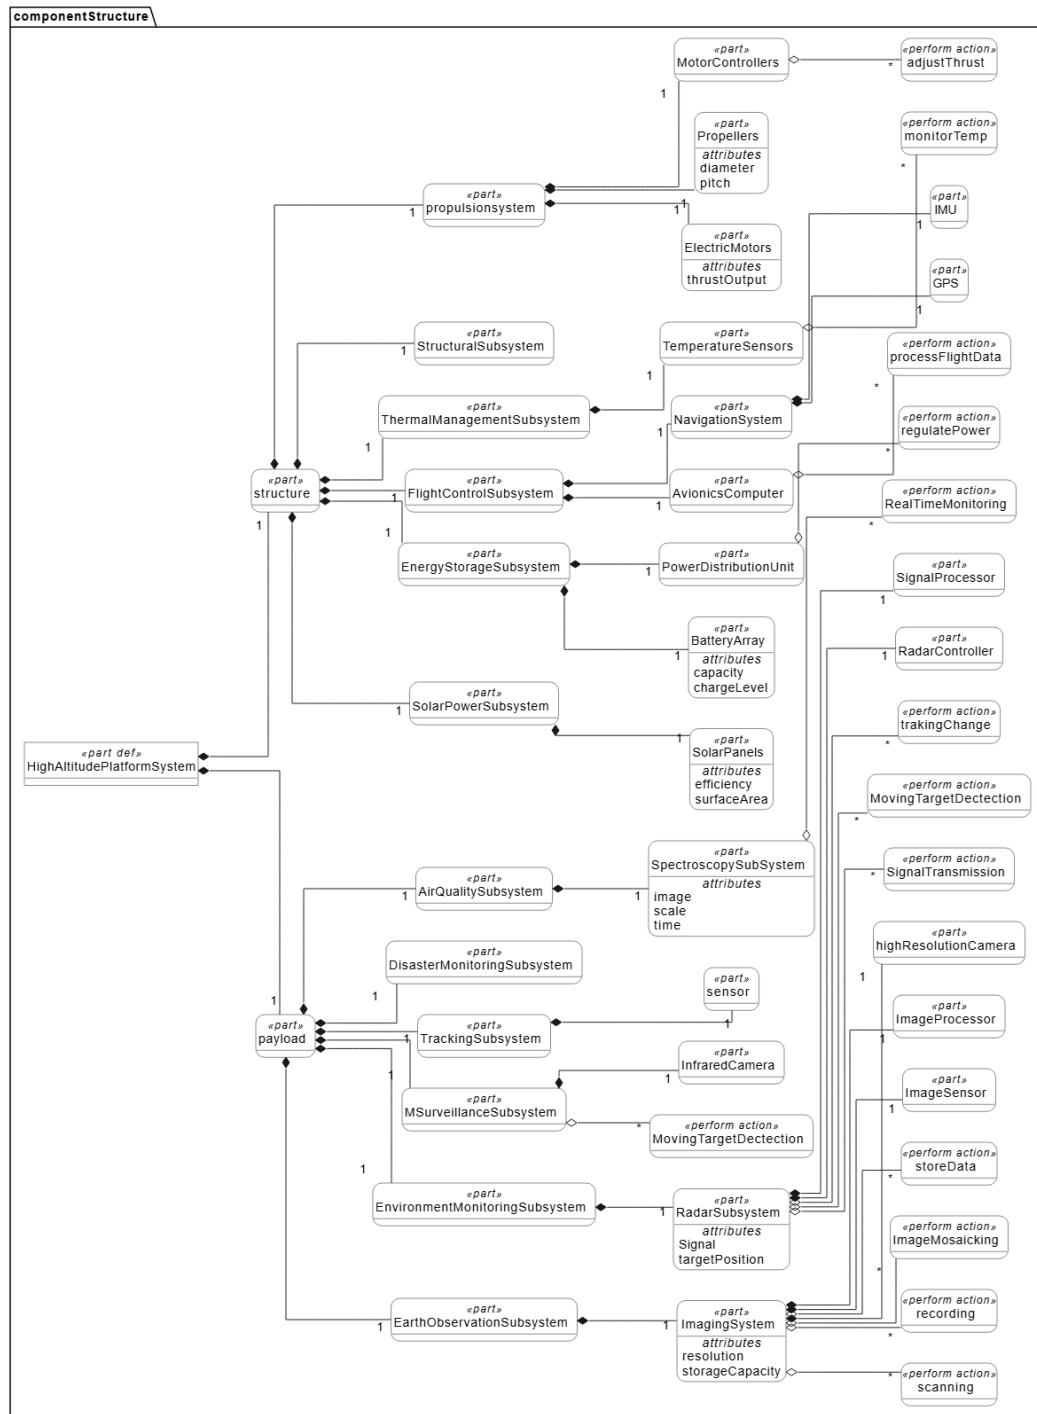 componentStructure
«part»
MotorControllers
1
«perform action»
adjustThrust
*
«part»
Propellers
attributes
diameter
pitch
1
«perform action»
monitorTemp
*
«part»
propulsionsystem
1
«part»
IMU
1
«part»
ElectricMotors
attributes
thrustOutput
1
«part»
GPS
1
«part»
StructuralSubsystem
1
«part»
TemperatureSensors
1
«perform action»
processFlightData
*
«part»
ThermalManagementSubsystem
1
«part»
NavigationSystem
1
«perform action»
regulatePower
*
«part»
structure
1
«part»
FlightControlSubsystem
1
«part»
AvionicsComputer
1
«perform action»
RealTimeMonitoring
*
«part»
EnergyStorageSubsystem
1
«part»
PowerDistributionUnit
1
«part»
SignalProcessor
1
«part»
BatteryArray
attributes
capacity
chargeLevel
1
«part»
RadarController
1
«part»
SolarPowerSubsystem
1
«perform action»
trakingChange
*
«part def»
HighAltitudePlatformSystem
«part»
SolarPanels
attributes
efficiency
surfaceArea
1
«perform action»
MovingTargetDectection
*
«part»
AirQualitySubsystem
1
«part»
SpectroscopySubSystem
attributes
image
scale
time
1
«perform action»
SignalTransmission
*
«part»
DisasterMonitoringSubsystem
1
«part»
highResolutionCamera
1
«part»
payload
1
«part»
TrackingSubsystem
1
«part»
sensor
1
«part»
ImageProcessor
1
«part»
MSurveillanceSubsystem
1
«part»
InfraredCamera
1
«perform action»
MovingTargetDectection
*
«part»
ImageSensor
1
«perform action»
storeData
*
«part»
EnvironmentMonitoringSubsystem
1
«part»
RadarSubsystem
attributes
Signal
targetPosition
1
«perform action»
ImageMosaicking
*
«part»
EarthObservationSubsystem
1
«part»
ImagingSystem
attributes
resolution
storageCapacity
1
«perform action»
recording
*
«perform action»
scanning
*